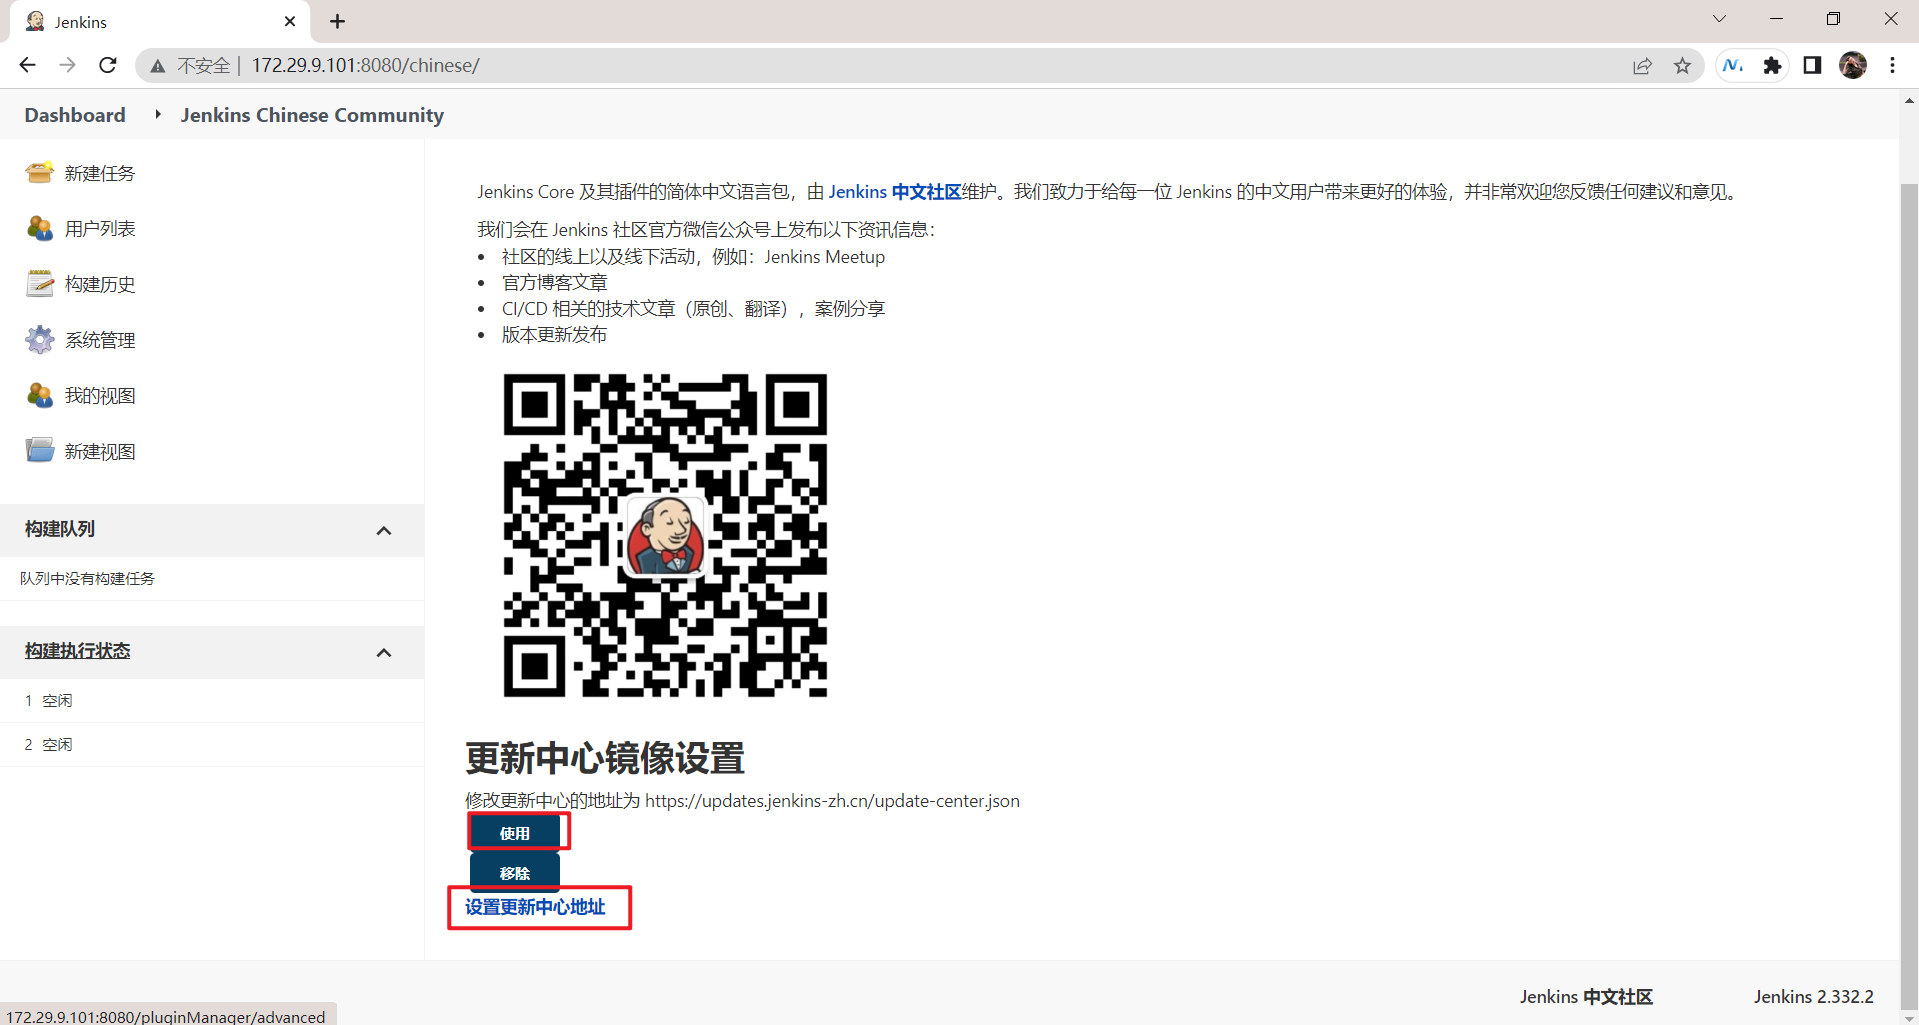 Jenkins
不安全 | 172.29.9.101:8080/chinese/
Dashboard
Jenkins Chinese Community
新建任务
用户列表
构建历史
系统管理
我的视图
新建视图
构建队列
队列中没有构建任务
构建执行状态
1 空闲
2 空闲
Jenkins Core 及其插件的简体中文语言包，由 Jenkins 中文社区维护。我们致力于给每一位 Jenkins 的中文用户带来更好的体验，并非常欢迎您反馈任何建议和意见。
我们会在 Jenkins 社区官方微信公众号上发布以下资讯信息：
社区的线上以及线下活动，例如：Jenkins Meetup
官方博客文章
CI/CD 相关的技术文章（原创、翻译），案例分享
版本更新发布
更新中心镜像设置
修改更新中心的地址为 https://updates.jenkins-zh.cn/update-center.json
使用
移除
设置更新中心地址
Jenkins 中文社区
Jenkins 2.332.2
172.29.9.101:8080/pluginManager/advanced